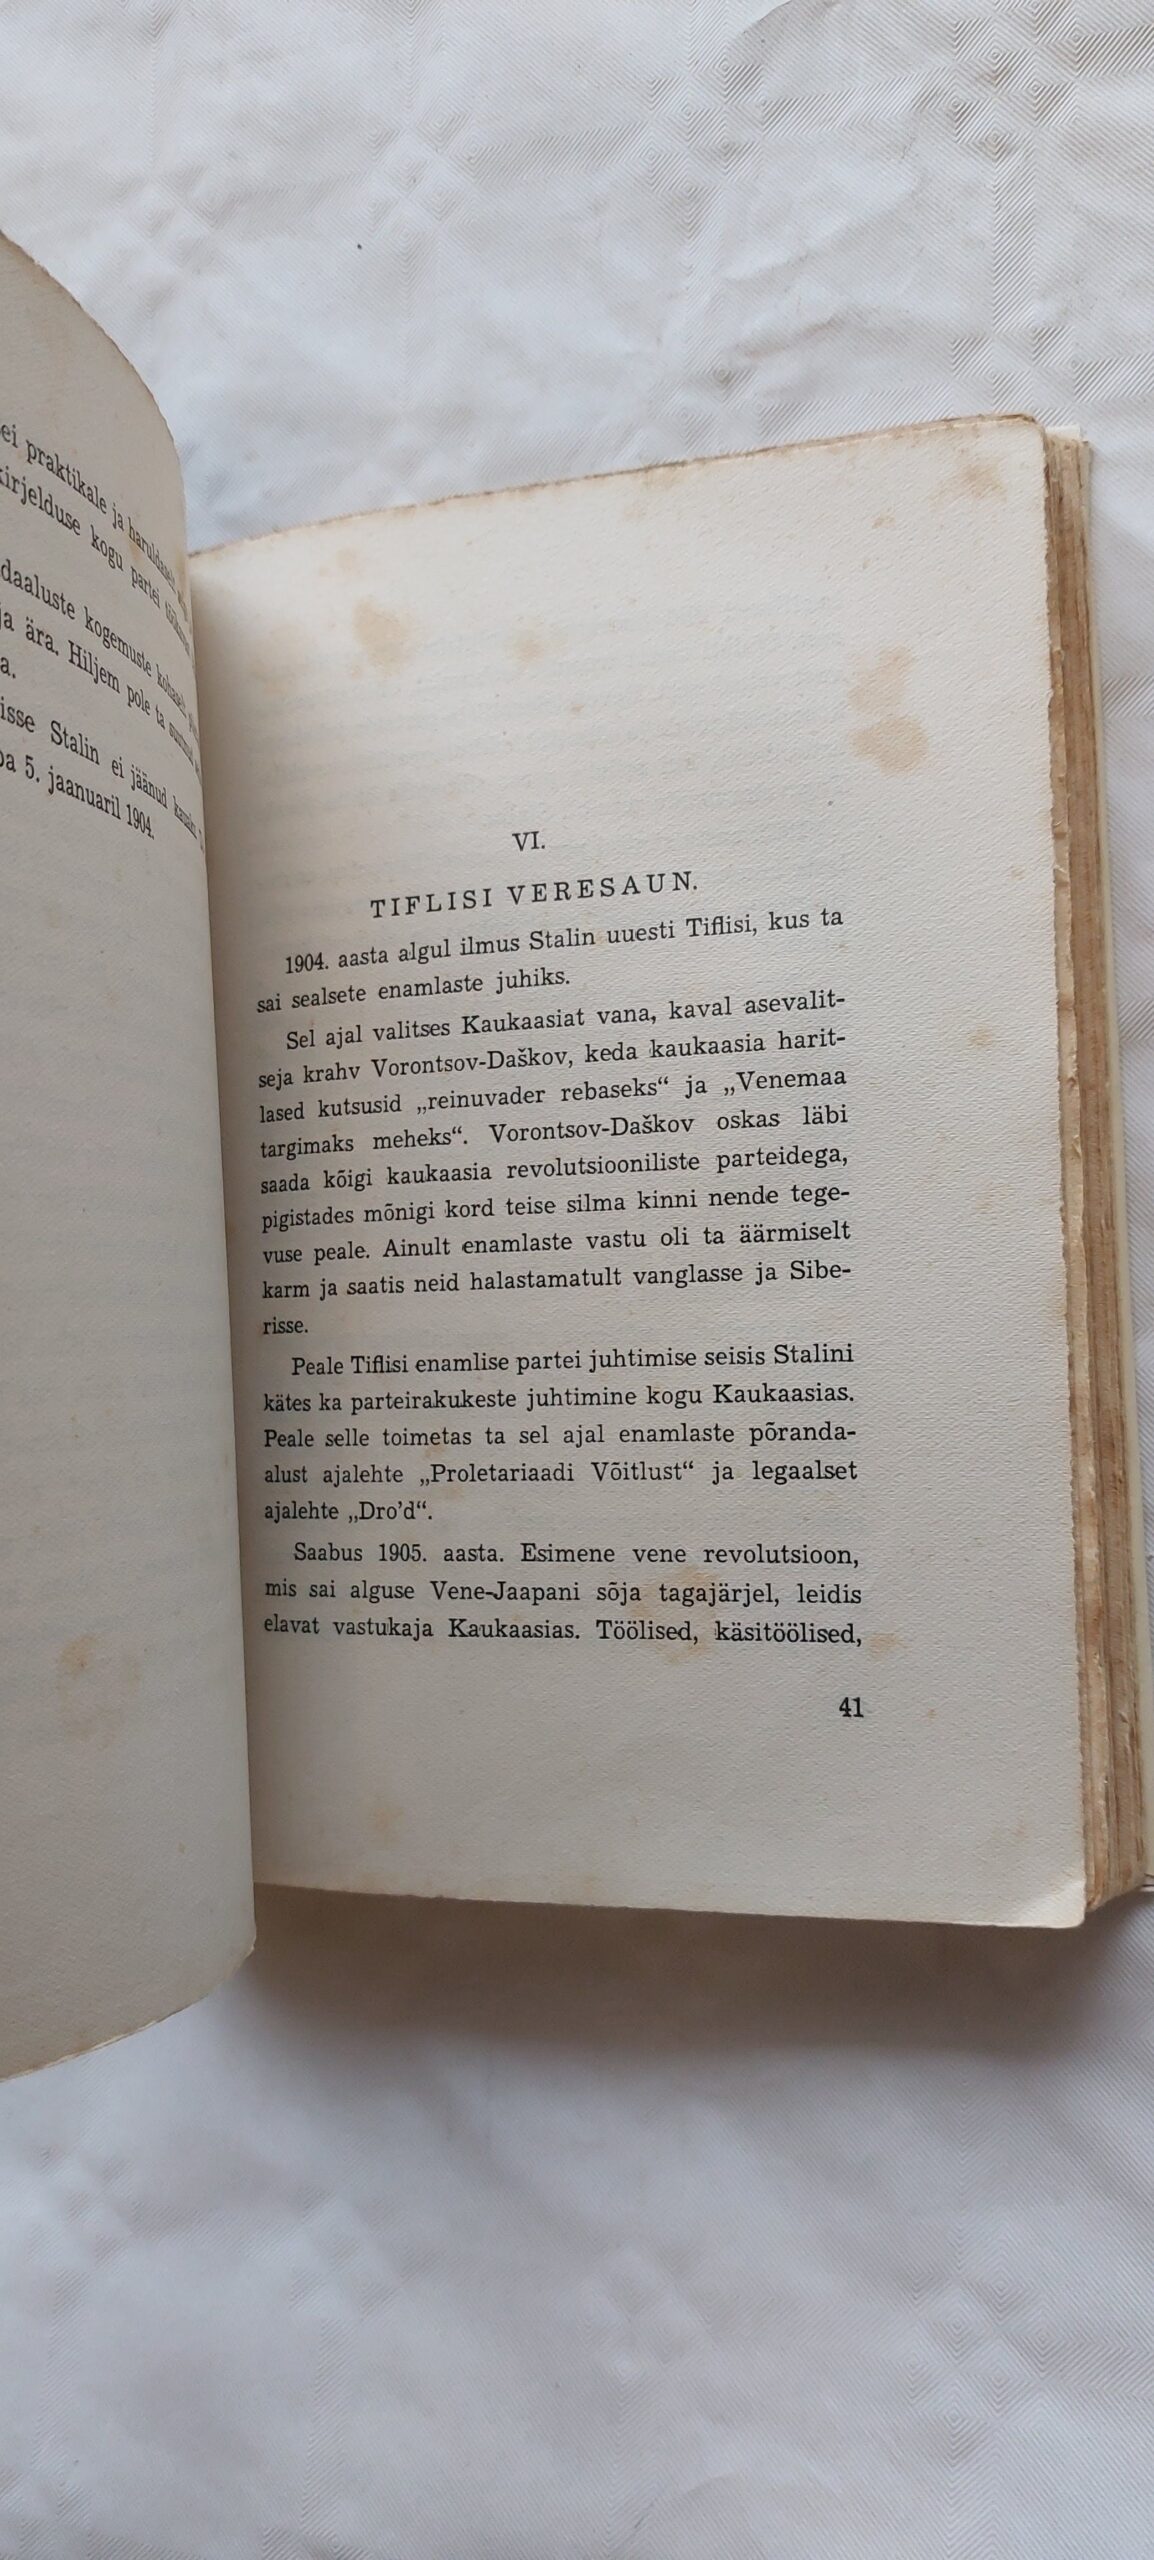 ei praktikale ja haruldaselt
kirjelduse kogu partei
daaluste kogemuste kohaselt
ja ära. Hiljem pole ta
a.
isse Stalin ei jäänud kauaks
5. jaanuaril 1904.
VI.
TIFLISI VERESAUN.
1904. aasta algul ilmus Stalin uuesti Tiflisi, kus ta
sai sealsete enamlaste juhiks.
Sel ajal valitses Kaukaasiat vana, kaval asevalit-
seja krahv Vorontsov-Daškov, keda kaukaasia harit-
lased kutsusid „reinuvader rebaseks“ ja „Venemaa
targimaks meheks“. Vorontsov-Daškov oskas läbi
saada kõigi kaukaasia revolutsiooniliste parteidega,
pigistades mõnigi kord teise silma kinni nende tege-
vuse peale. Ainult enamlaste vastu oli ta äärmiselt
karm ja saatis neid halastamatult vanglasse ja Sibe-
risse.
Peale Tiflisi enamlise partei juhtimise seisis Stalini
kätes ka parteirakukeste juhtimine kogu Kaukaasias.
Peale selle toimetas ta sel ajal enamlaste põranda-
alust ajalehte „Proletariaadi Võitlust“ ja legaalset
ajalehte „Dro’d“.
Saabus 1905. aasta. Esimene vene revolutsioon,
mis sai alguse Vene-Jaapani sõja tagajärjel, leidis
elavat vastukaja Kaukaasias. Töölised, käsitöölised,
41